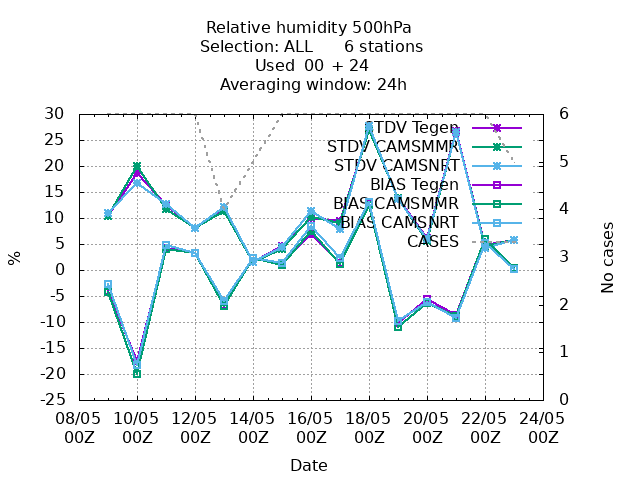 Relative humidity 500hPa
Selection: ALL      6 stations
Used  00 + 24
Averaging window: 24h
30
25
20
15
10
5
0
-5
-10
-15
-20
-25
%
STDV Tegen
STDV CAMSMMR
STDV CAMSNRT
BIAS Tegen
BIAS CAMSMMR
BIAS CAMSNRT
CASES
6
5
4
3
2
1
0
No cases
08/05 10/05 12/05 14/05 16/05 18/05 20/05 22/05 24/05
00Z 00Z 00Z 00Z 00Z 00Z 00Z 00Z 00Z
Date